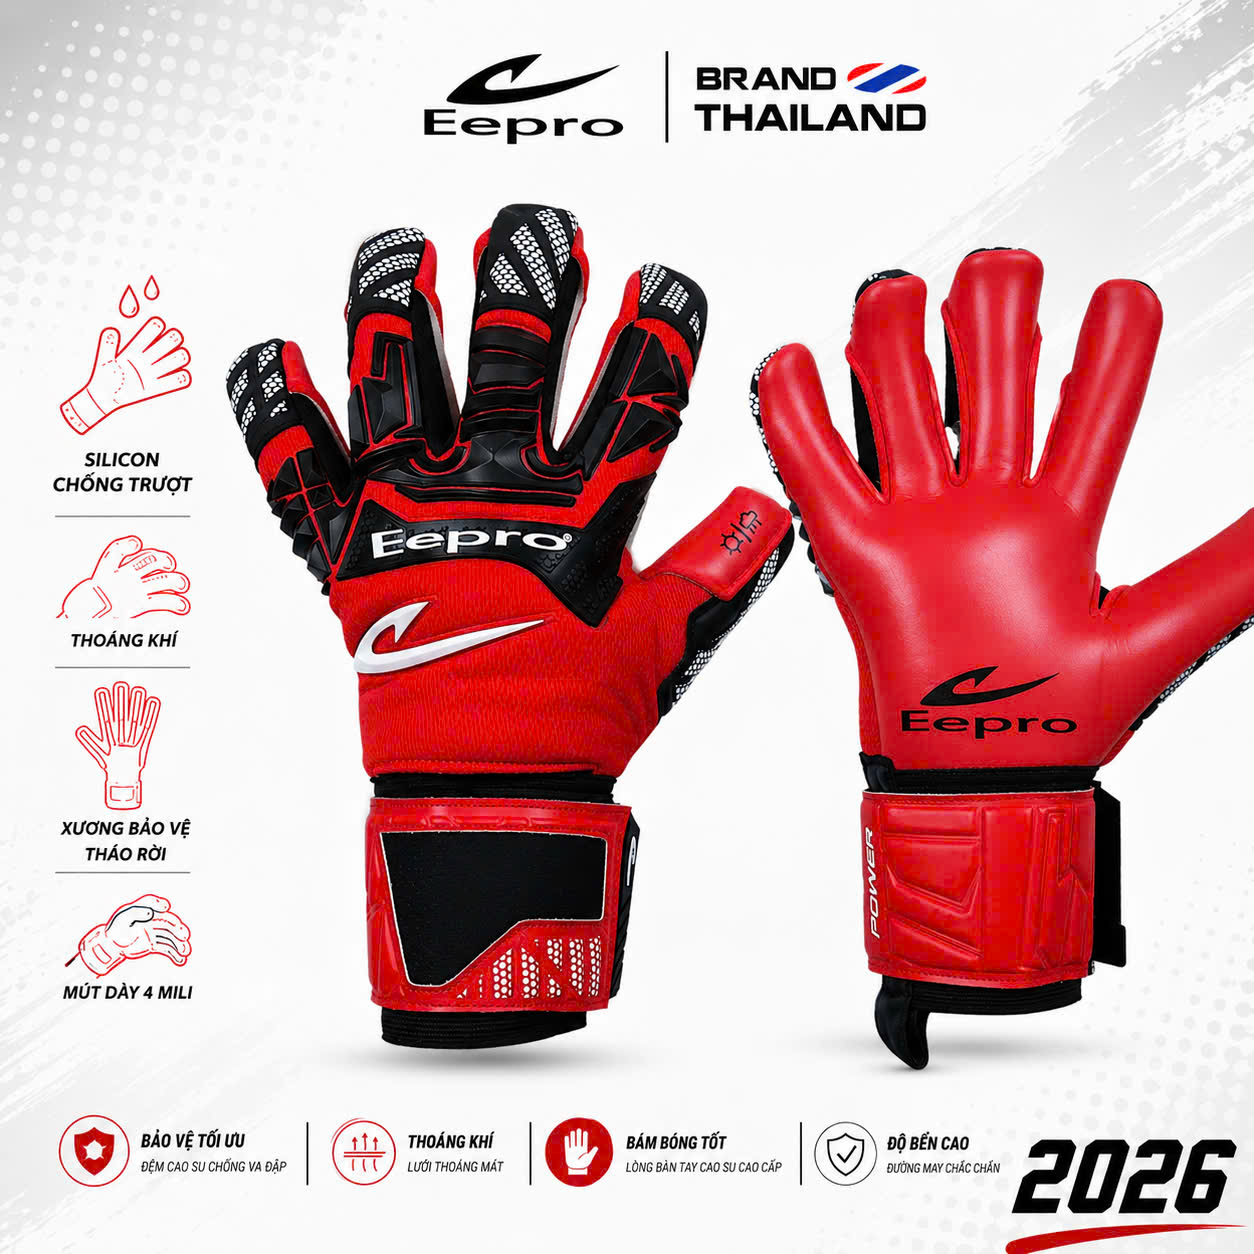 Eepro
BRAND
THAILAND
SILICON
CHỐNG TRƯỢT
THOÁNG KHÍ
XƯƠNG BẢO VỆ
THÁO RỜI
MÚT DÀY 4 MILI
Eepro®
Eepro
POWER
BẢO VỆ TỐI ƯU
ĐỆM CAO SU CHỐNG VA ĐẬP
THOÁNG KHÍ
LƯỚI THOÁNG MÁT
BÁM BÓNG TỐT
LÒNG BÀN TAY CAO SU CAO CẤP
ĐỘ BỀN CAO
ĐƯỜNG MAY CHẮC CHẮN
2026